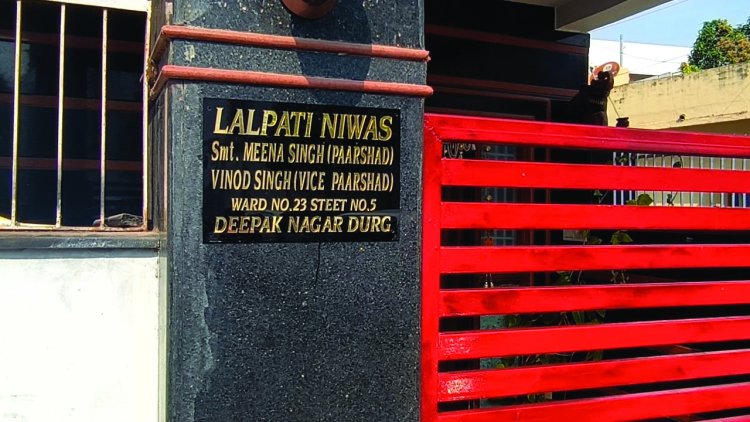 LALPATI NIWAS
Smt. MEENA SINGH (PAARSHAD)
VINOD SINGH (VICE PAARSHAD)
WARD NO.23 STEET NO.5
DEEPAK NAGAR DURG